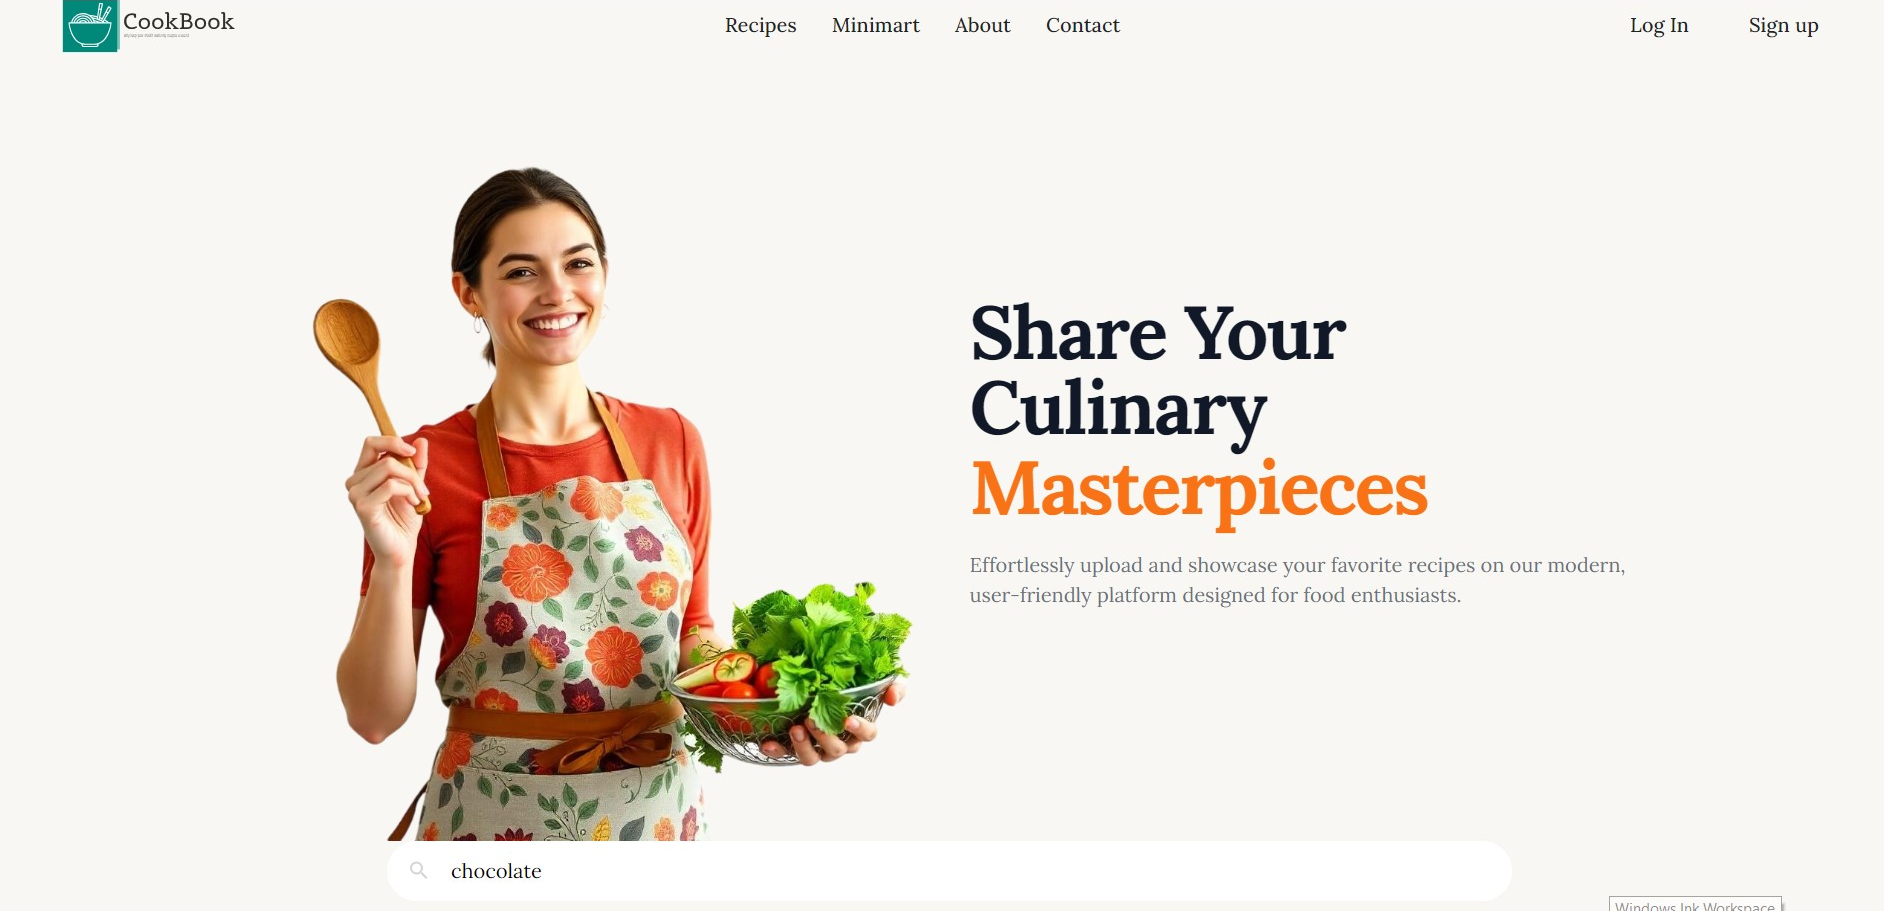 CookBook
Recipes Minimart About Contact
Log In Sign up
Share Your
Culinary
Masterpieces
Effortlessly upload and showcase your favorite recipes on our modern,
user-friendly platform designed for food enthusiasts.
chocolate
Windows Ink Workspace